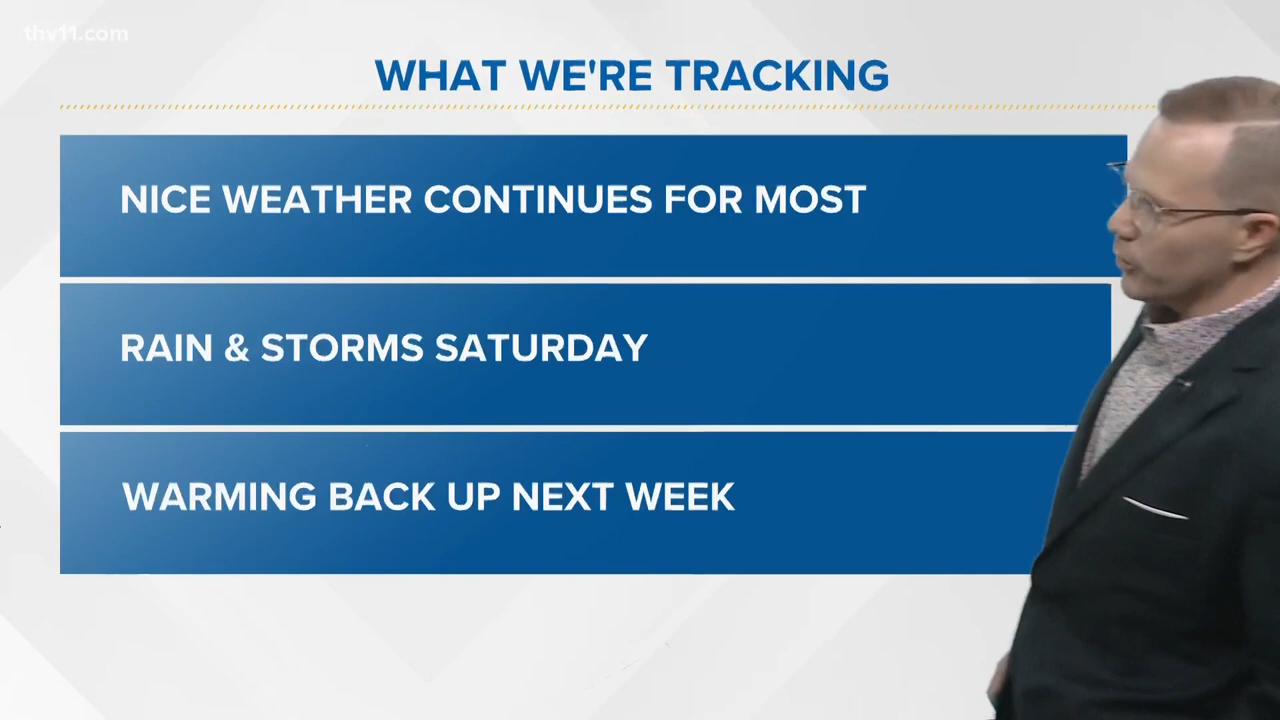 thv11.com
WHAT WE'RE TRACKING
NICE WEATHER CONTINUES FOR MOST
RAIN & STORMS SATURDAY
WARMING BACK UP NEXT WEEK